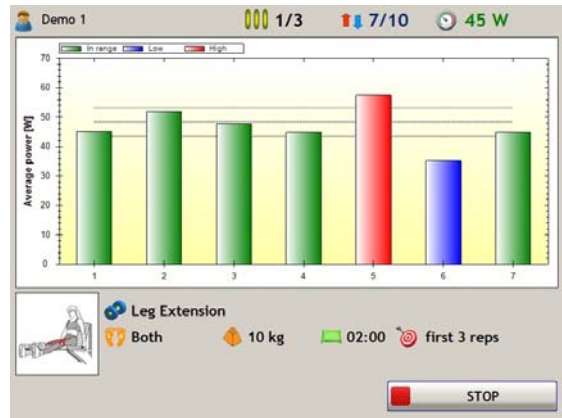 Demo 1 1/3 7/10 45 W
In range Low High
70
60
50
40
30
20
10
0
Average power [W]
1 2 3 4 5 6 7
Leg Extension
Both 10 kg 02:00 first 3 reps
STOP